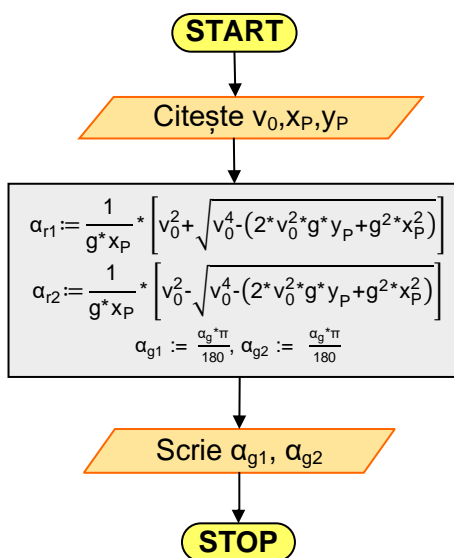 START
Citește v₀,x_P,y_P
α_r1:= 1/(g*x_P) * [v₀²+√(v₀⁴-(2*v₀²*g*y_P+g²*x_P²))]
α_r2:= 1/(g*x_P) * [v₀²-√(v₀⁴-(2*v₀²*g*y_P+g²*x_P²))]
α_g1 := (α_g*π)/180, α_g2 := (α_g*π)/180
Scrie α_g1, α_g2
STOP